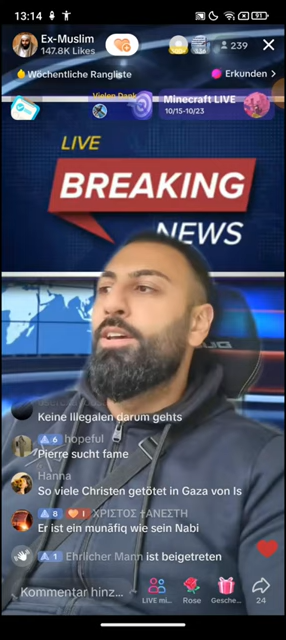 13:14
91
Ex-Muslim
147.8K Likes
239
Wöchentliche Rangliste
Erkunden >
Vielen Dank
Minecraft LIVE
10/15-10/23
LIVE
BREAKING
NEWS
Keine Illegalen darum gehts
6 hopeful
Pierre sucht fame
Hanna
So viele Christen getötet in Gaza von Is
8 1 ΧΡΙΣΤΟΣ †ΑΝΕΣΤΗ
Er ist ein munāfiq wie sein Nabi
1 Ehrlicher Mann ist beigetreten
Kommentar hinz...
LIVE mi...
Rose
Gesche...
24